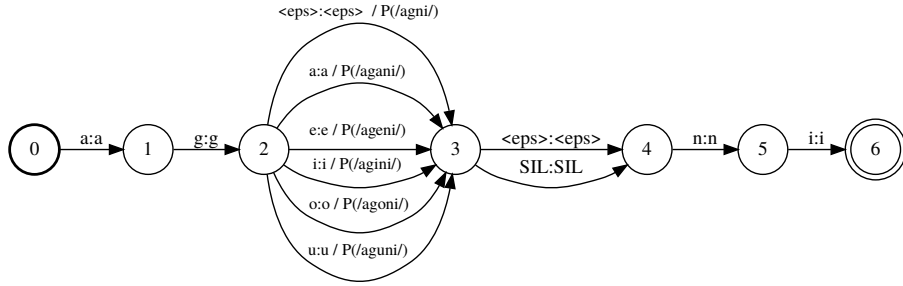 <eps>:<eps> / P(/agni/)
a:a / P(/agani/)
e:e / P(/ageni/)
i:i / P(/agini/)
o:o / P(/agoni/)
u:u / P(/aguni/)
0
a:a
1
g:g
2
3
<eps>:<eps>
SIL:SIL
4
n:n
5
i:i
6